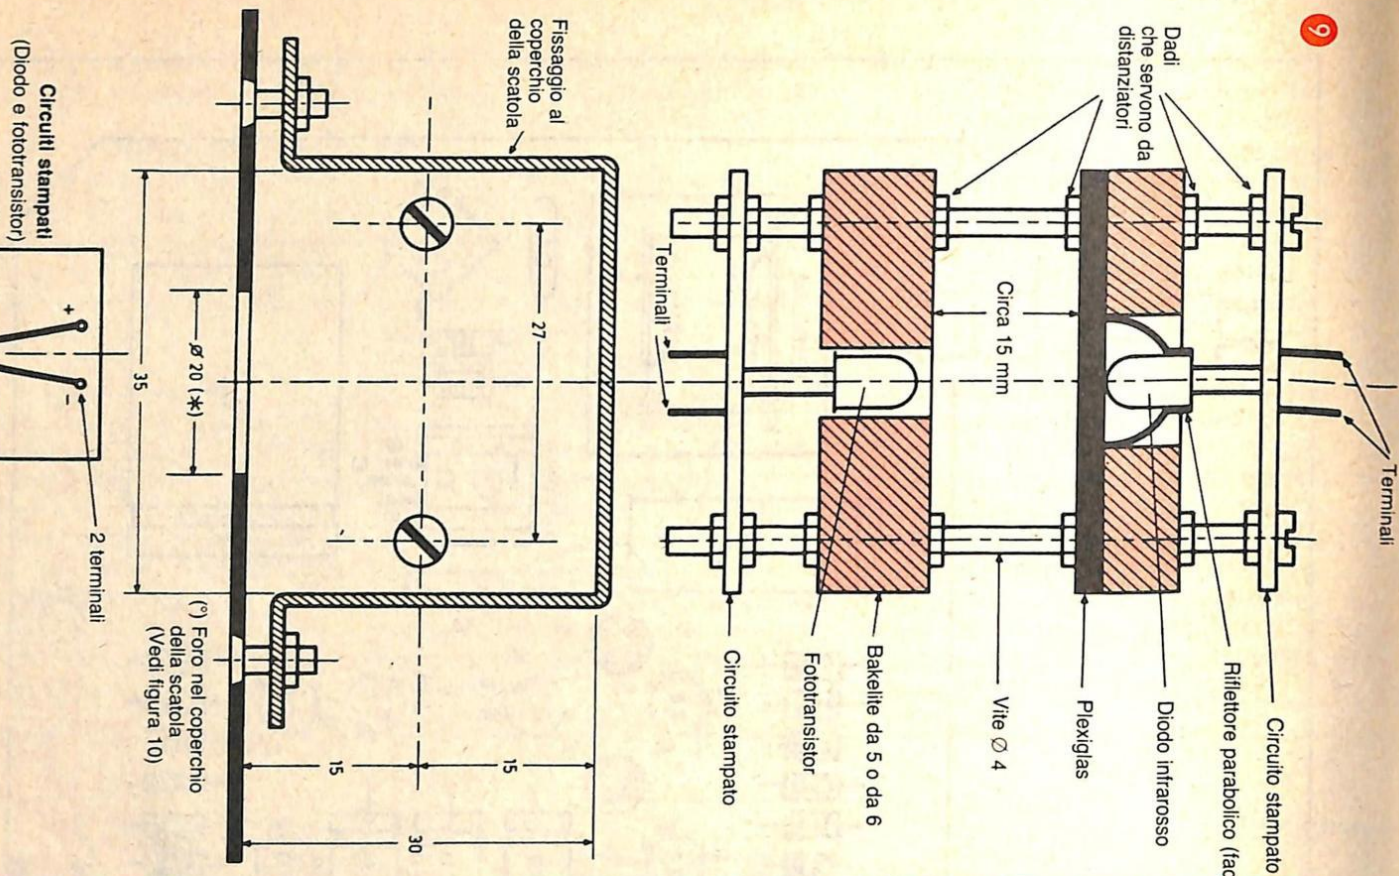 9
Dadi
che servono da
distanziatori
Terminali
Circa 15 mm
Terminali
Circuito stampato
Riflettore parabolico
Diodo infrarosso
Plexiglas
Vite Ø 4
Bakelite da 5 o da 6
Fototransistor
Circuito stampato
Fissaggio al
coperchio
della scatola
27
ø 20 (*)
35
15
15
30
(°) Foro nel coperchio
della scatola
(Vedi figura 10)
Circuiti stampati
(Diodo e fototransistor)
+
−
2 terminali